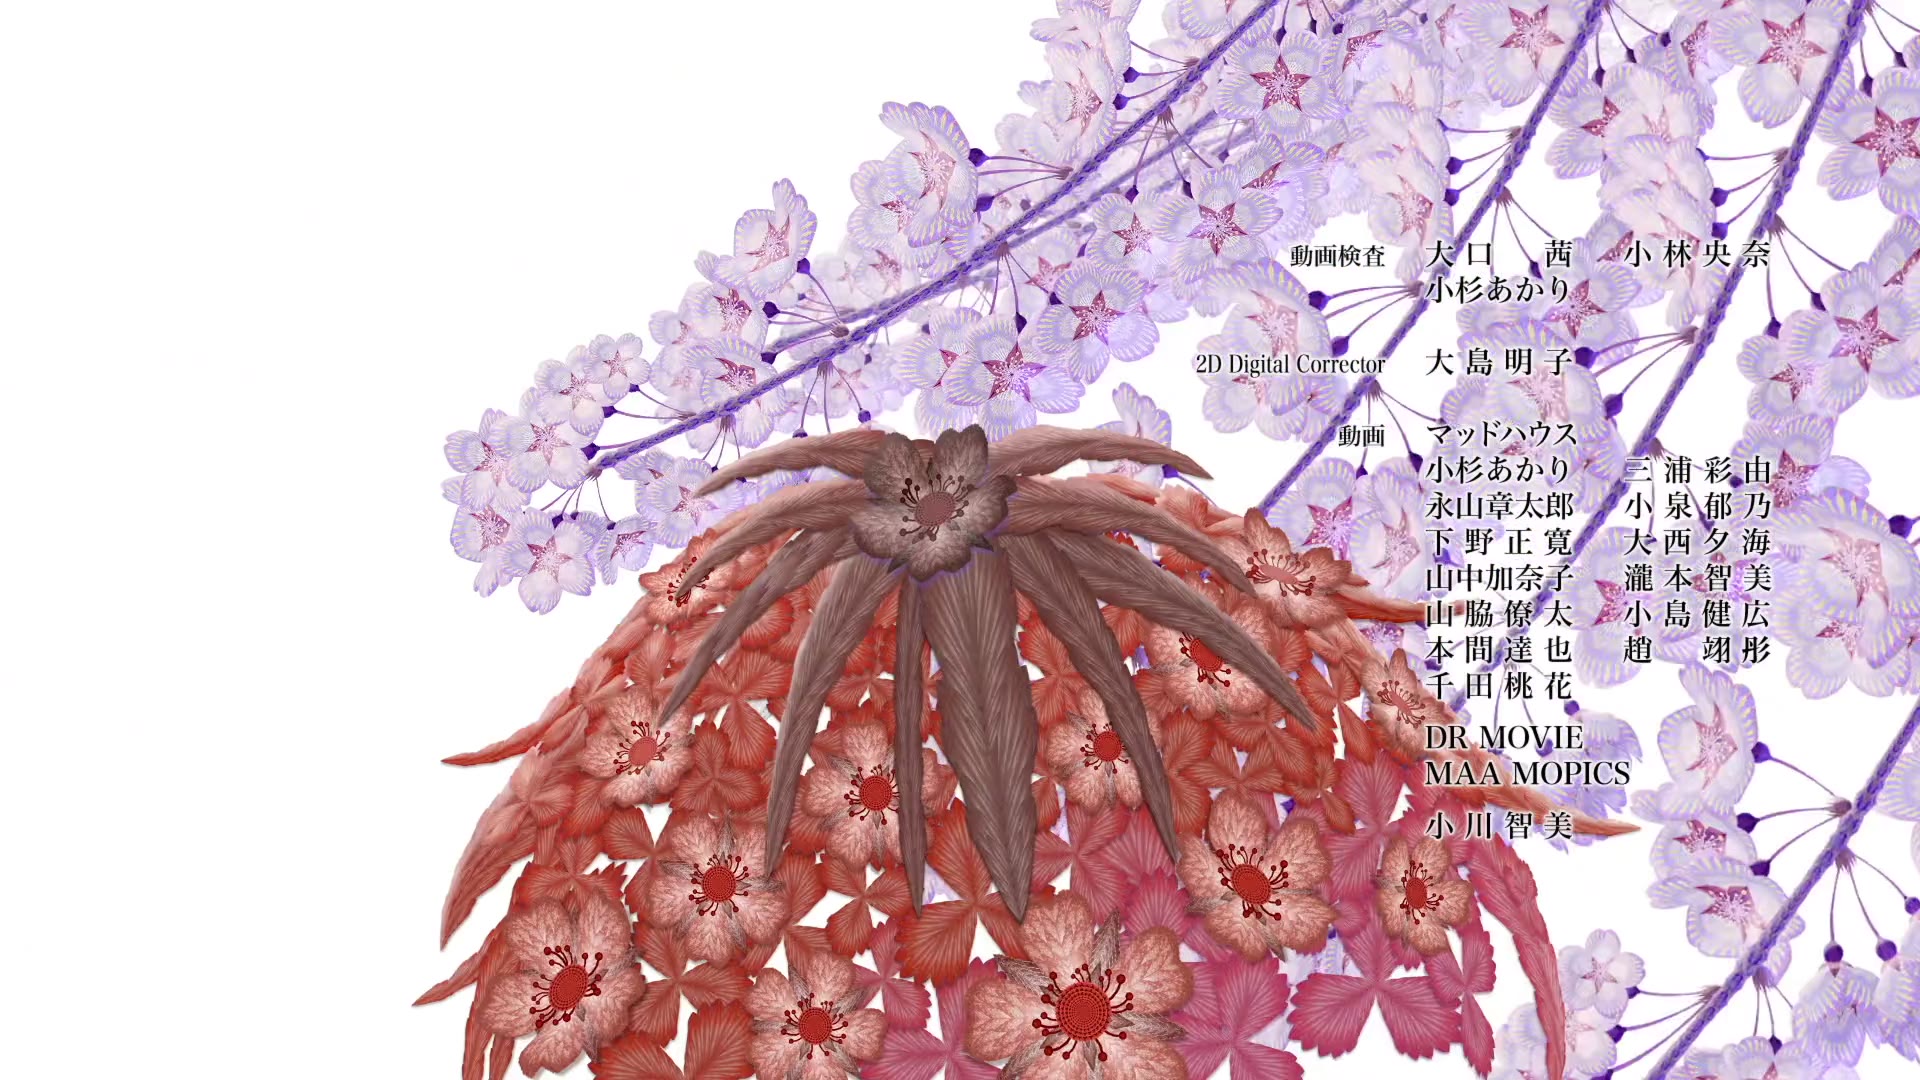 動画検査 大口 茜 小林央奈
小杉あかり
2D Digital Corrector 大島明子
動画 マッドハウス
小杉あかり 三浦彩由
永山章太郎 小泉郁乃
下野正寛 大西夕海
山中加奈子 瀧本智美
山脇僚太 小島健広
本間達也 趙 翊彤
千田桃花
DR MOVIE
MAA MOPICS
小川智美